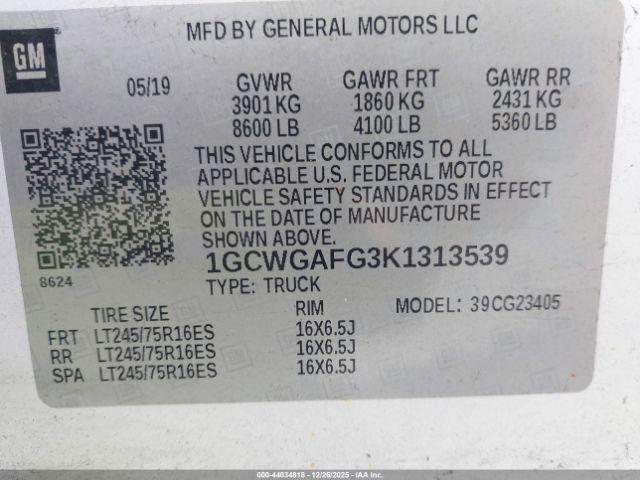 GM
MFD BY GENERAL MOTORS LLC
05/19 GVWR GAWR FRT GAWR RR
3901 KG 1860 KG 2431 KG
8600 LB 4100 LB 5360 LB
THIS VEHICLE CONFORMS TO ALL
APPLICABLE U.S. FEDERAL MOTOR
VEHICLE SAFETY STANDARDS IN EFFECT
ON THE DATE OF MANUFACTURE
SHOWN ABOVE.
1GCWGAFG3K1313539
8624
TYPE: TRUCK
TIRE SIZE RIM MODEL: 39CG23405
FRT LT245/75R16ES 16X6.5J
RR LT245/75R16ES 16X6.5J
SPA LT245/75R16ES 16X6.5J
000-44034818 - 12/26/2025 - IAAI.com